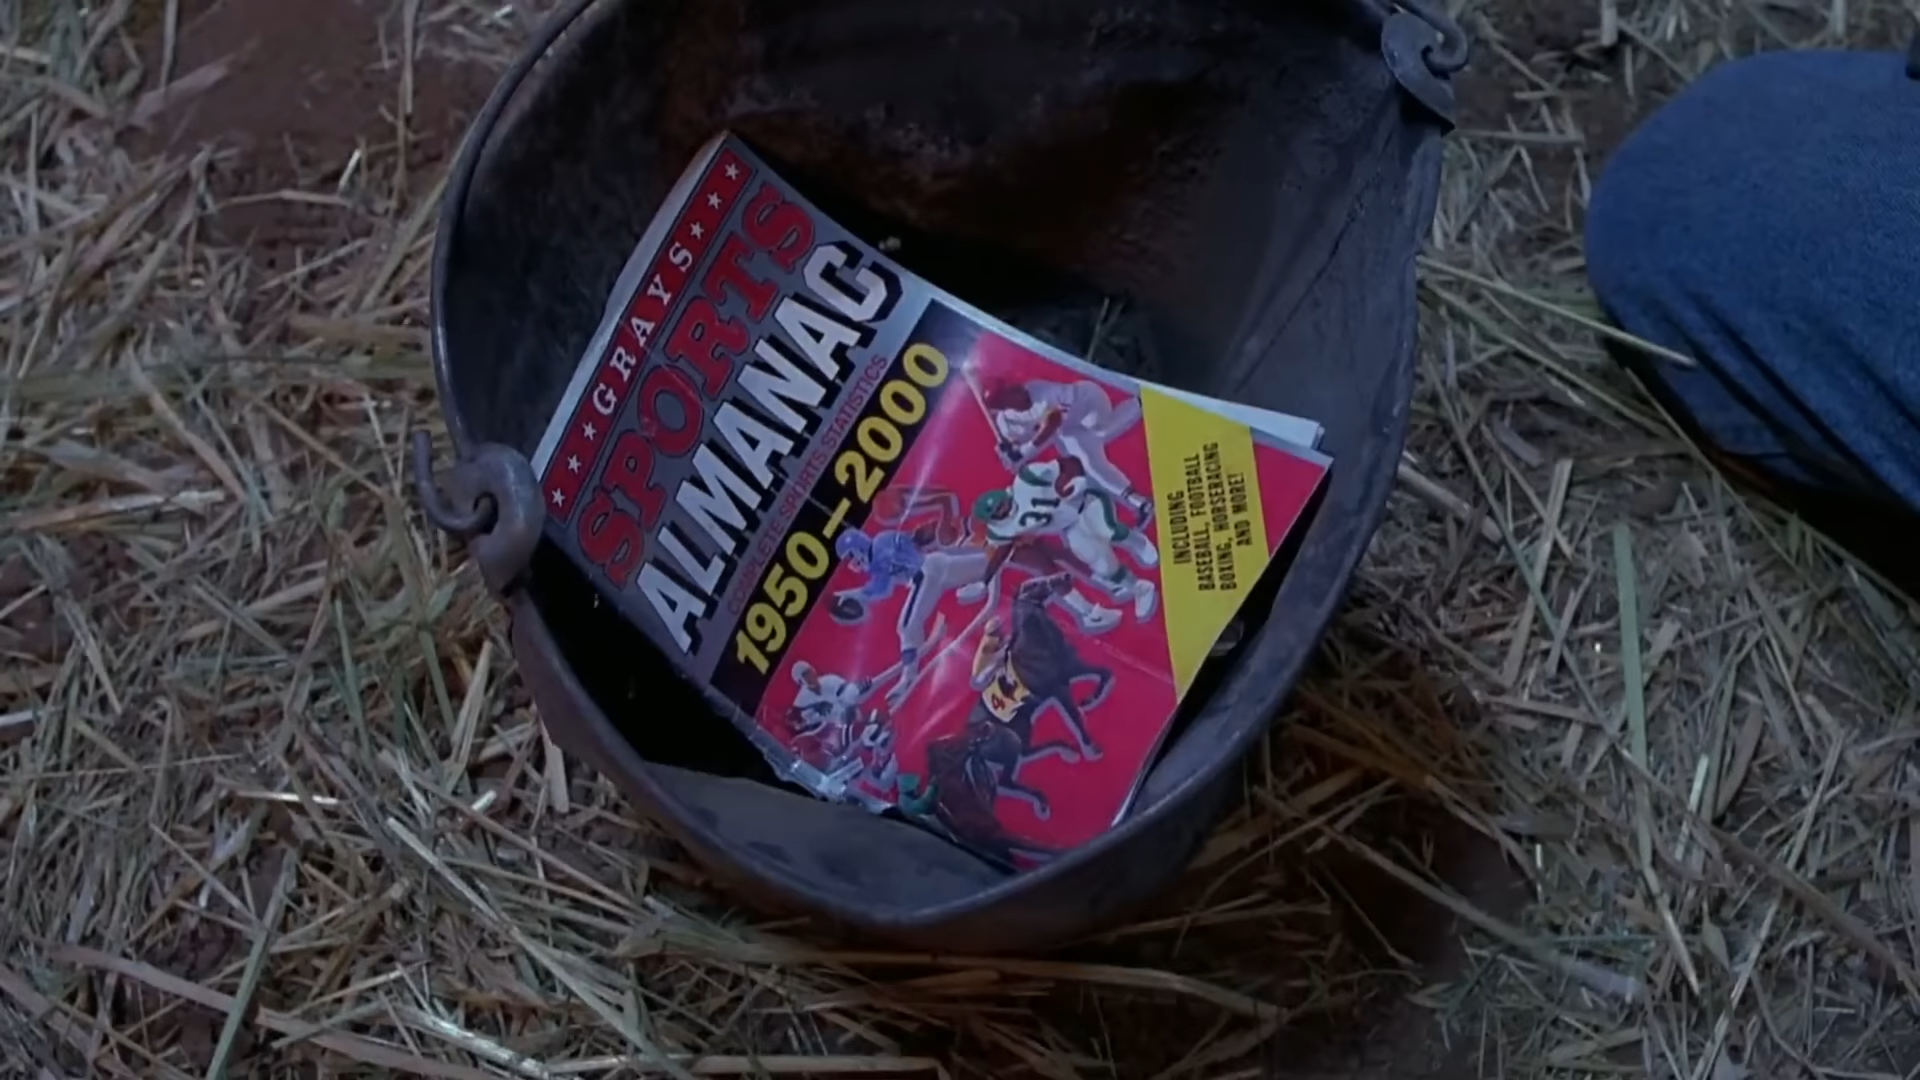 GRAYS
SPORTS
ALMANAC
COMPLETE SPORTS STATISTICS
1950–2000
31
4
INCLUDING
BASEBALL, FOOTBALL
BOXING, HORSERACING
AND MORE!